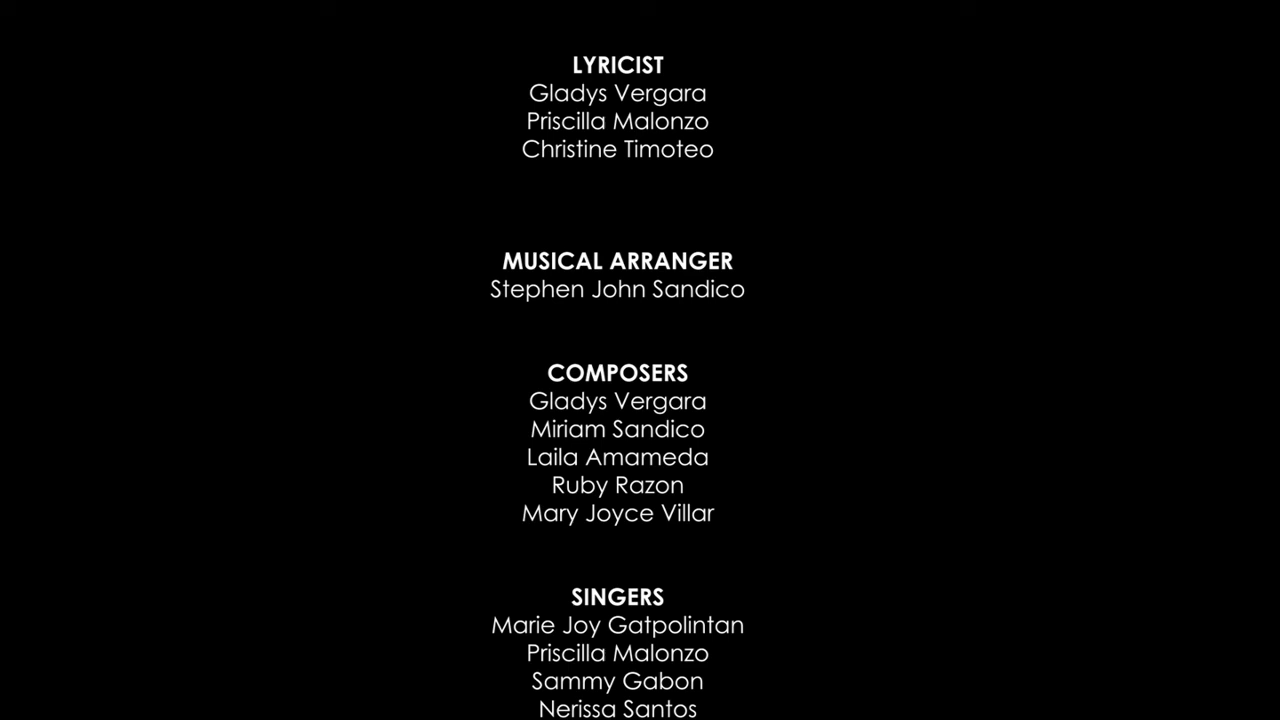 LYRICIST
Gladys Vergara
Priscilla Malonzo
Christine Timoteo
MUSICAL ARRANGER
Stephen John Sandico
COMPOSERS
Gladys Vergara
Miriam Sandico
Laila Amameda
Ruby Razon
Mary Joyce Villar
SINGERS
Marie Joy Gatpolintan
Priscilla Malonzo
Sammy Gabon
Nerissa Santos